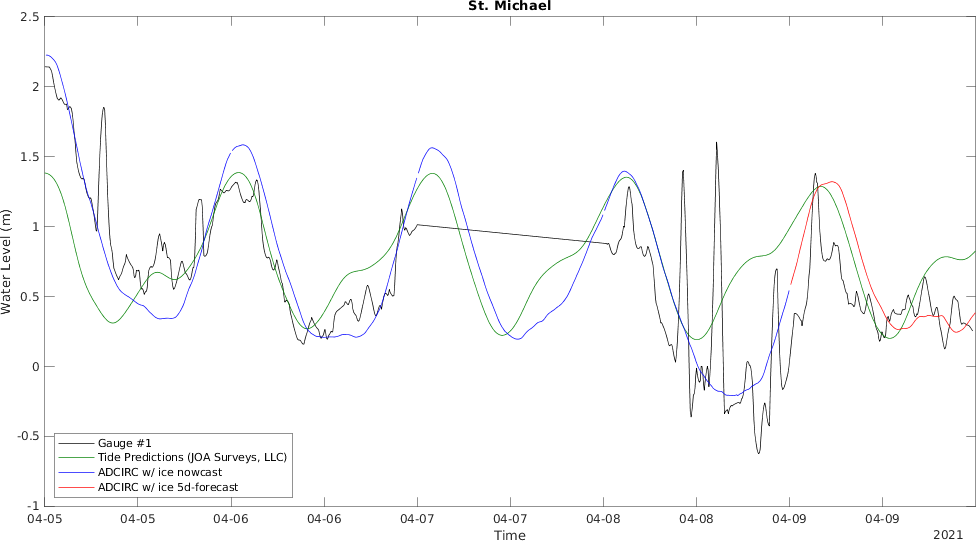 St. Michael
2.5
2
1.5
1
0.5
0
-0.5
-1
Water Level (m)
Gauge #1
Tide Predictions (JOA Surveys, LLC)
ADCIRC w/ ice nowcast
ADCIRC w/ ice 5d-forecast
04-05 04-05 04-06 04-06 04-07 04-07 04-08 04-08 04-09 04-09
Time
2021